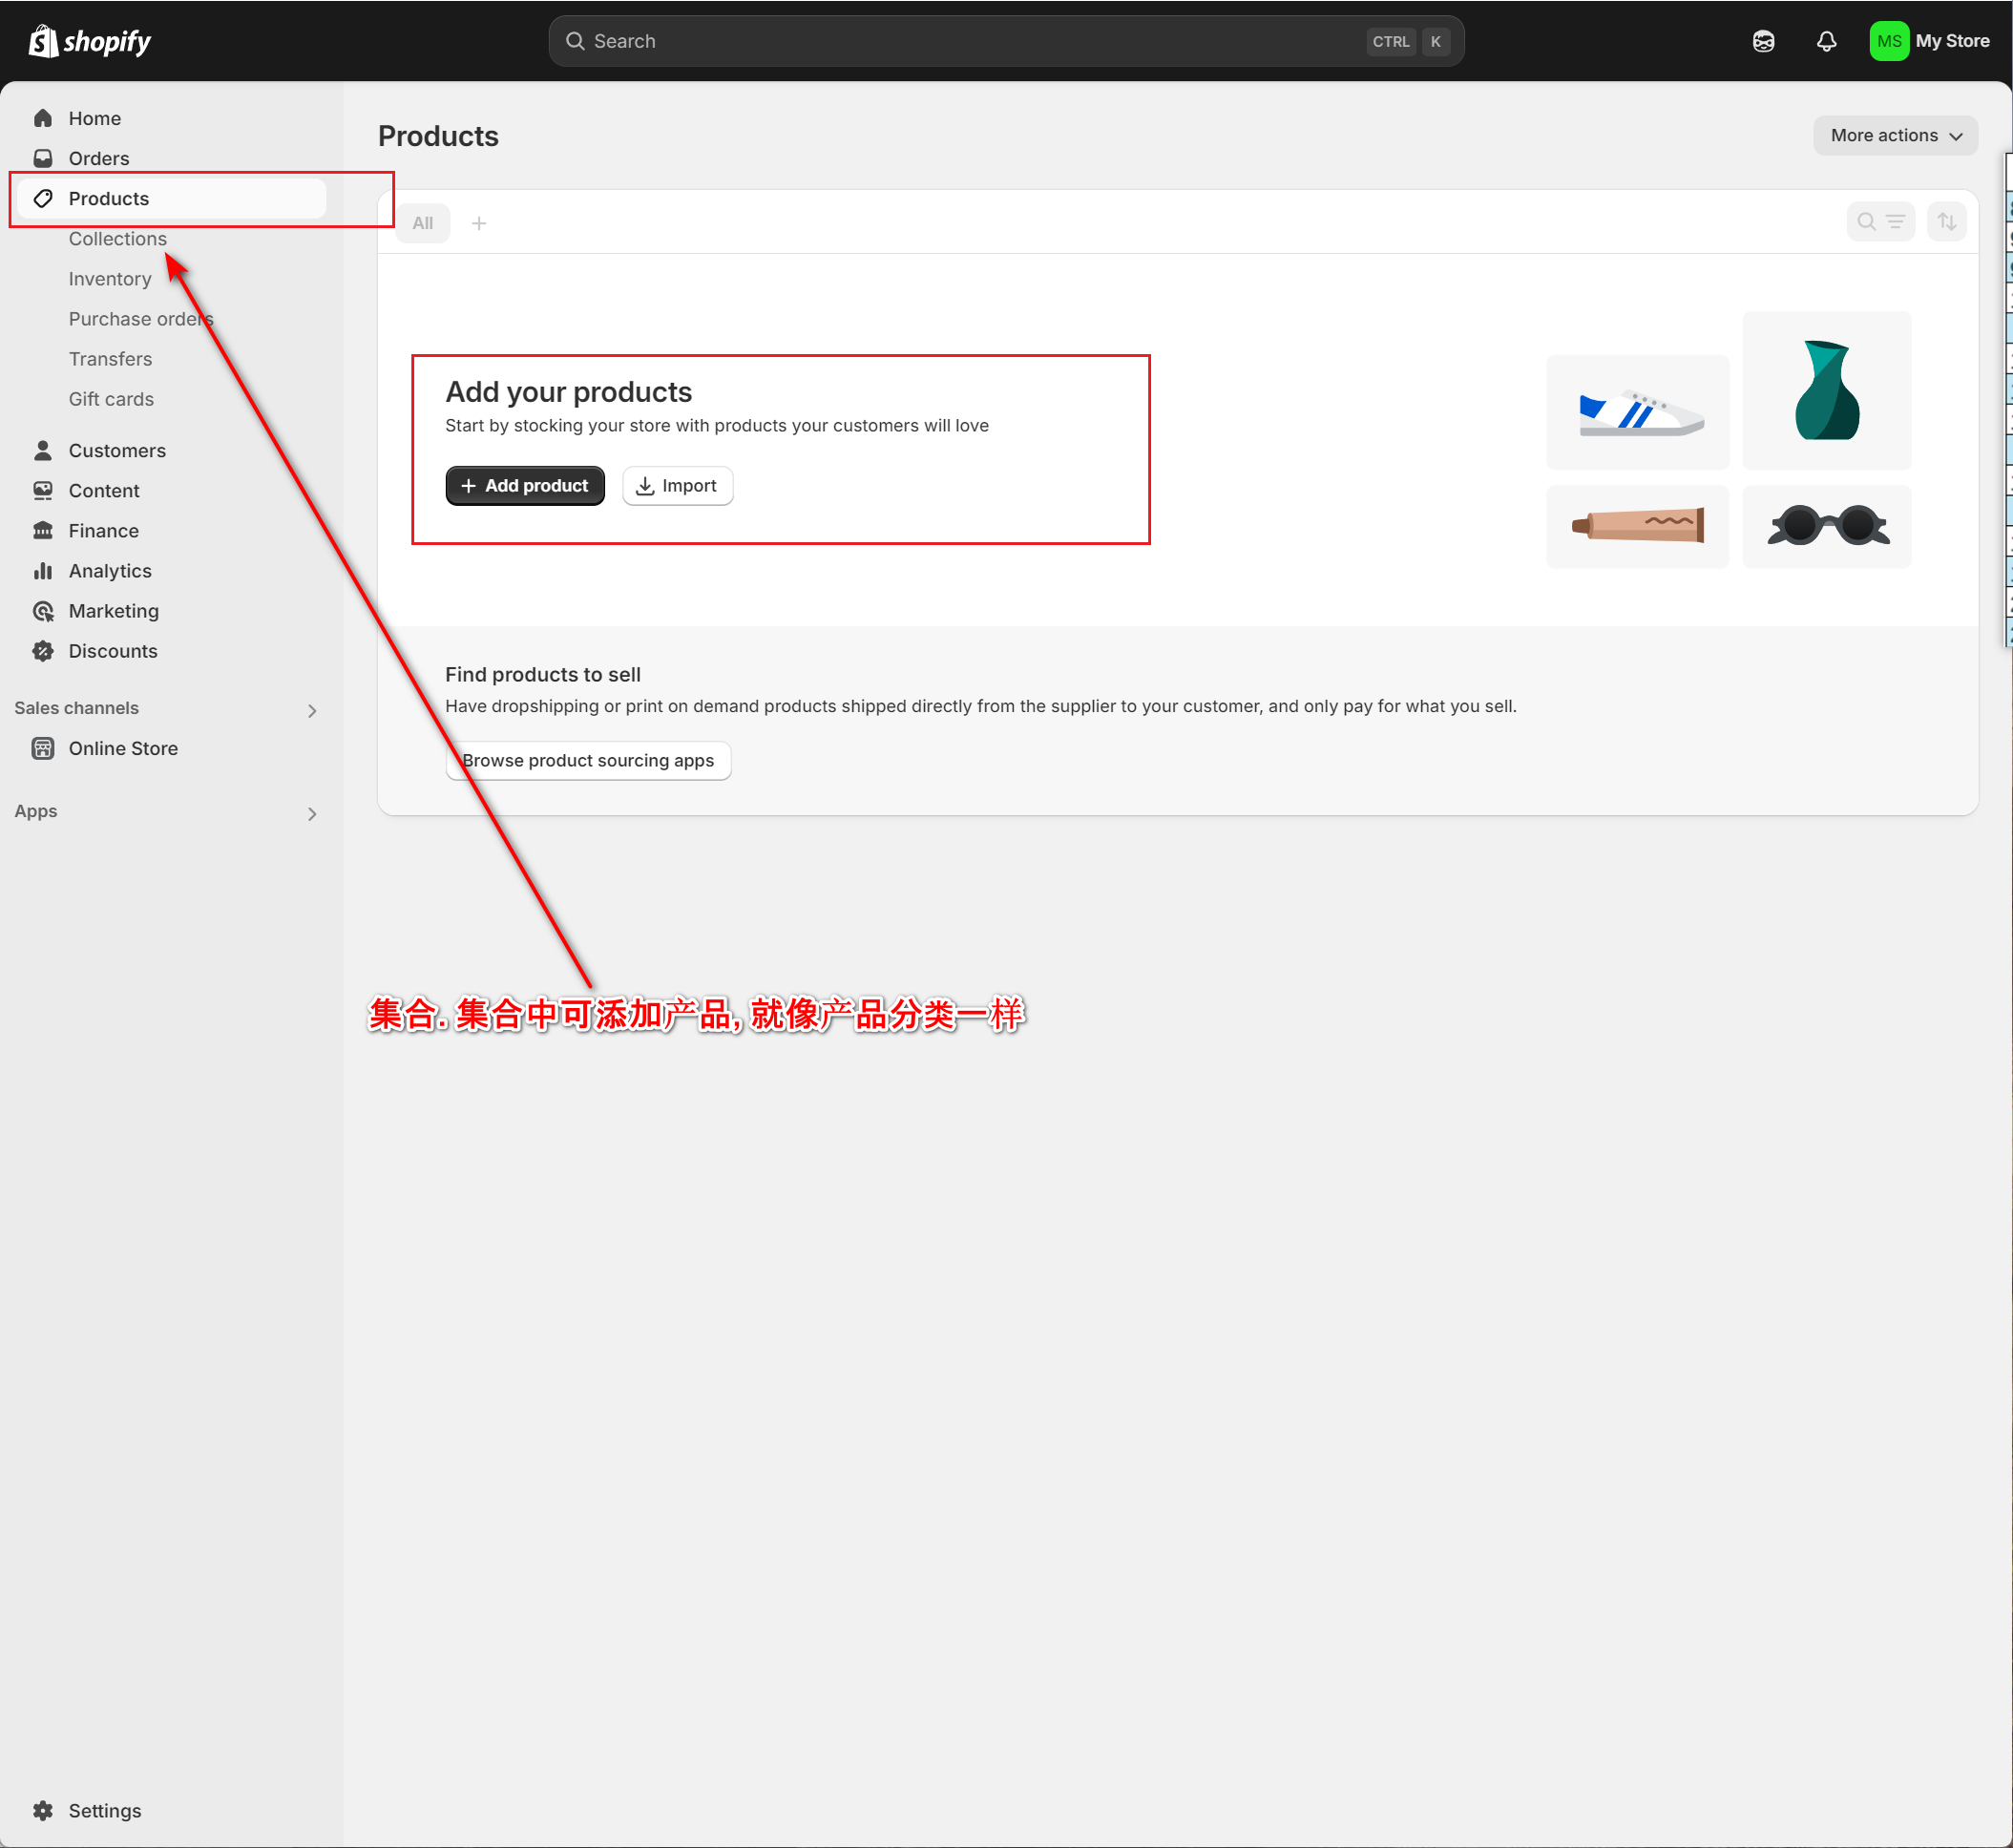 shopify
Search
CTRL K
MS My Store
Home
Orders
Products
Collections
Inventory
Purchase orders
Transfers
Gift cards
Customers
Content
Finance
Analytics
Marketing
Discounts
Sales channels
Online Store
Apps
Settings
Products
More actions
All
Add your products
Start by stocking your store with products your customers will love
Add product
Import
Find products to sell
Have dropshipping or print on demand products shipped directly from the supplier to your customer, and only pay for what you sell.
Browse product sourcing apps
集合. 集合中可添加产品, 就像产品分类一样